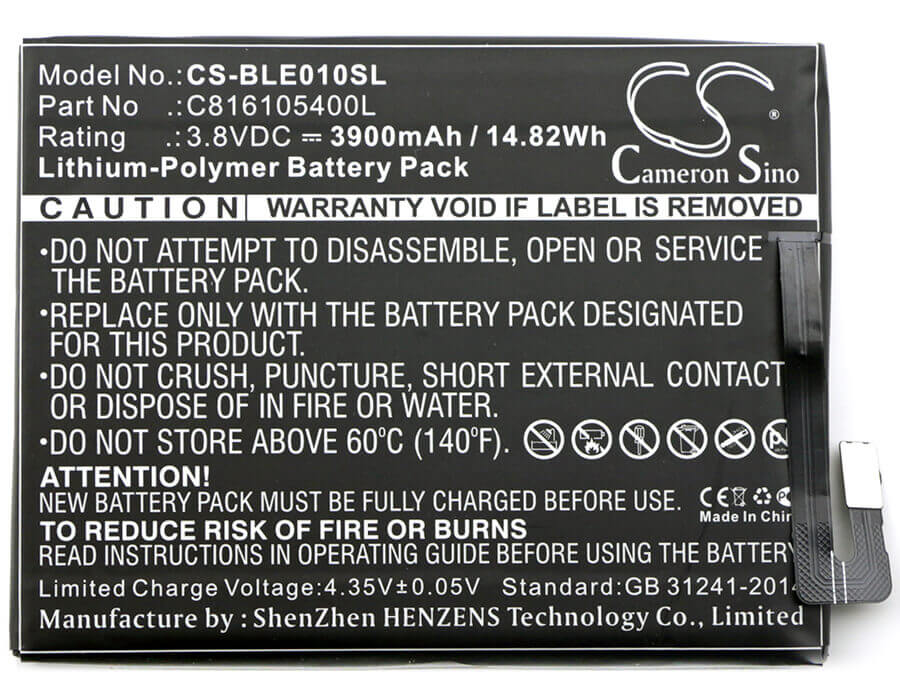 Model No.:CS-BLE010SL
Part No .:C816105400L
Rating .:3.8VDC ⎓ 3900mAh / 14.82Wh
Lithium-Polymer Battery Pack
CS ®
Cameron Sino
CAUTION WARRANTY VOID IF LABEL IS REMOVED
•DO NOT ATTEMPT TO DISASSEMBLE, OPEN OR SERVICE
THE BATTERY PACK.
•REPLACE ONLY WITH THE BATTERY PACK DESIGNATED
FOR THIS PRODUCT.
•DO NOT CRUSH, PUNCTURE, SHORT EXTERNAL CONTACT
OR DISPOSE OF IN FIRE OR WATER.
•DO NOT STORE ABOVE 60°C (140°F).
ATTENTION!
NEW BATTERY PACK MUST BE FULLY CHARGED BEFORE USE.
CE
Made In China
TO REDUCE RISK OF FIRE OR BURNS
READ INSTRUCTIONS IN OPERATING GUIDE BEFORE USING THE BATTERY
Limited Charge Voltage:4.35V±0.05V Standard:GB 31241-2014
Manufacture by : ShenZhen HENZENS Technology Co., Limited